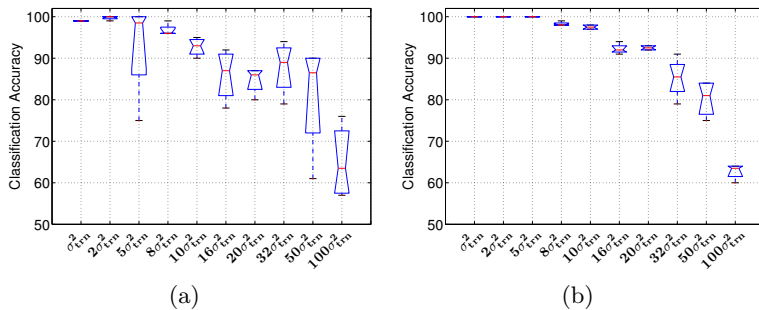 Classification Accuracy
100
90
80
70
60
50
σ²trn 2σ²trn 5σ²trn 8σ²trn 10σ²trn 16σ²trn 20σ²trn 32σ²trn 50σ²trn 100σ²trn
(a)
Classification Accuracy
100
90
80
70
60
50
σ²trn 2σ²trn 5σ²trn 8σ²trn 10σ²trn 16σ²trn 20σ²trn 32σ²trn 50σ²trn 100σ²trn
(b)